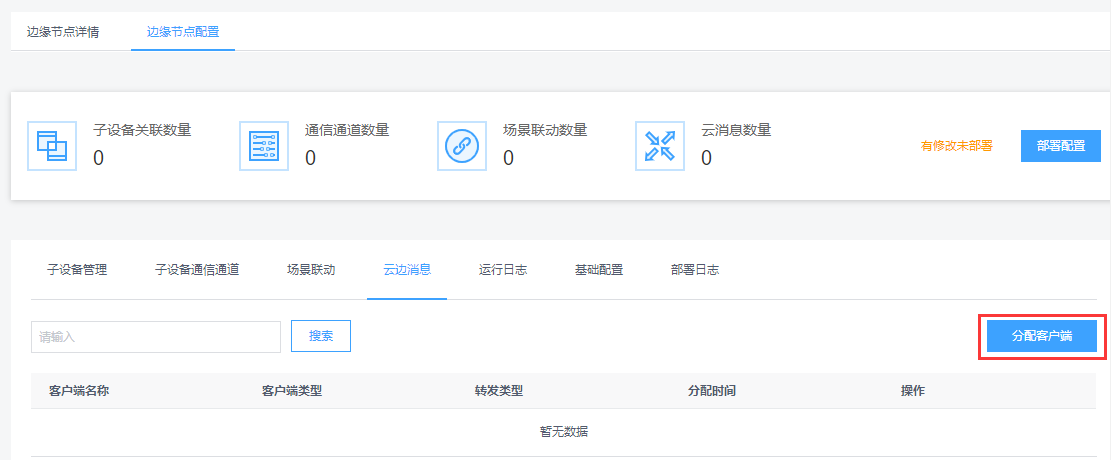 边缘节点详情 边缘节点配置
子设备关联数量 通信通道数量 场景联动数量 云消息数量
0 0 0 0
有修改未部署 部署配置
子设备管理 子设备通信通道 场景联动 云边消息 运行日志 基础配置 部署日志
请输入 搜索 分配客户端
客户端名称 客户端类型 转发类型 分配时间 操作
暂无数据